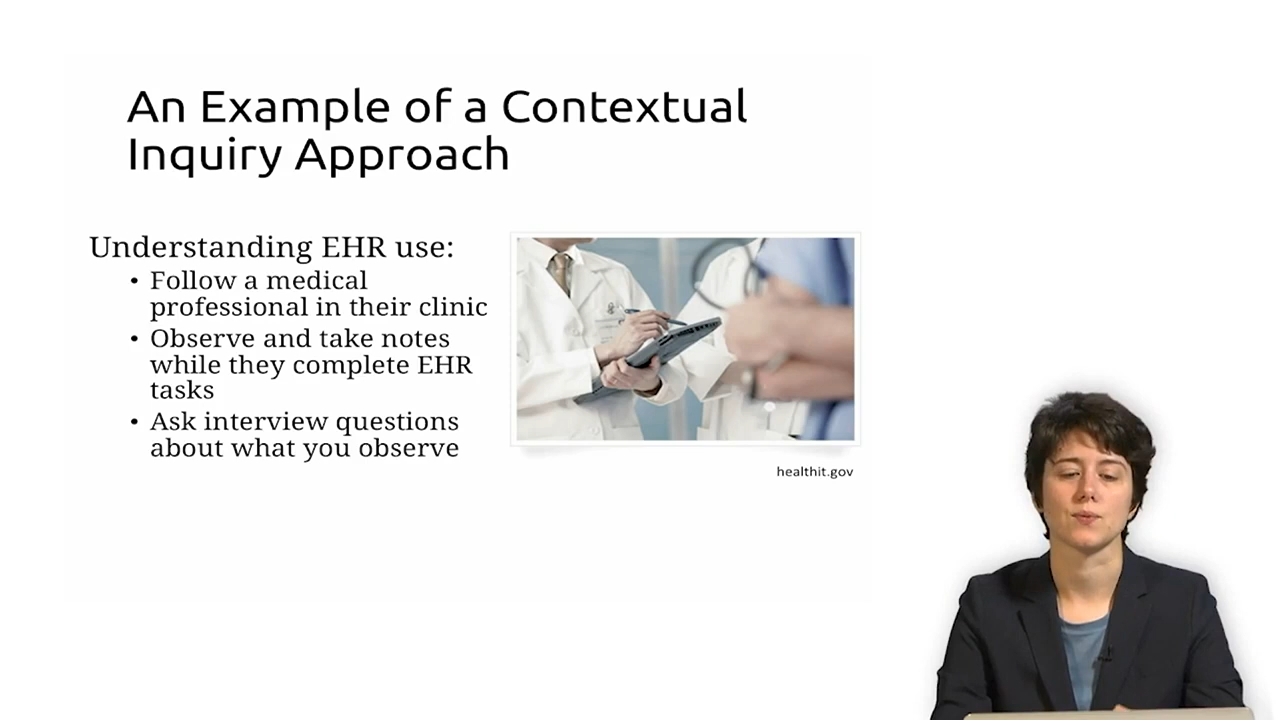 An Example of a Contextual
Inquiry Approach
Understanding EHR use:
• Follow a medical
professional in their clinic
• Observe and take notes
while they complete EHR
tasks
• Ask interview questions
about what you observe
healthit.gov